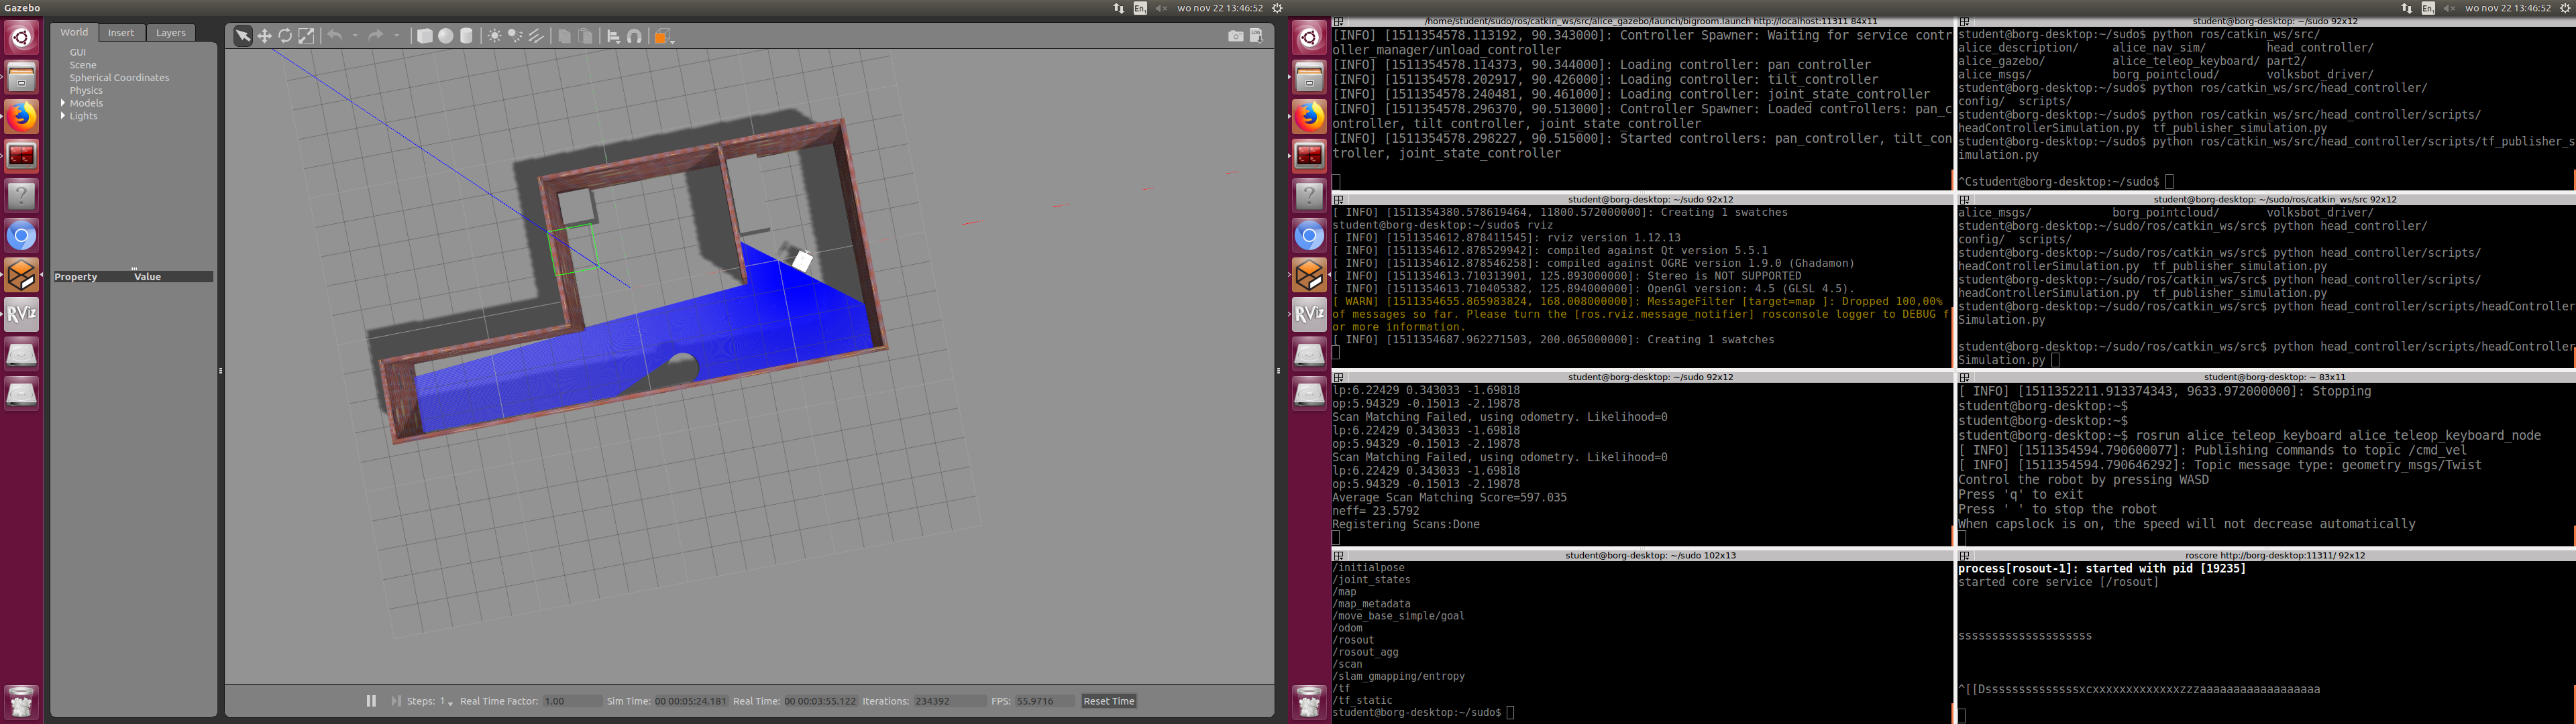 Gazebo
En
wo nov 22 13:46:52
World
Insert
Layers
GUI
Scene
Spherical Coordinates
Physics
Models
Lights
Property Value
LOG
RViz
Steps: 1
Real Time Factor: 1.00
Sim Time: 00 00:05:24.181
Real Time: 00 00:03:55.122
Iterations: 234392
FPS: 55.9716
Reset Time
En
wo nov 22 13:46:52
RViz
/home/student/sudo/ros/catkin_ws/src/alice_gazebo/launch/bigroom.launch http://localhost:11311 84x11
[INFO] [1511354578.113192, 90.343000]: Controller Spawner: Waiting for service contr
oller_manager/unload_controller
[INFO] [1511354578.114373, 90.344000]: Loading controller: pan_controller
[INFO] [1511354578.202917, 90.426000]: Loading controller: tilt_controller
[INFO] [1511354578.240481, 90.461000]: Loading controller: joint_state_controller
[INFO] [1511354578.296370, 90.513000]: Controller Spawner: Loaded controllers: pan_c
ontroller, tilt_controller, joint_state_controller
[INFO] [1511354578.298227, 90.515000]: Started controllers: pan_controller, tilt_con
troller, joint_state_controller
student@borg-desktop: ~/sudo 92x12
student@borg-desktop:~/sudo$ python ros/catkin_ws/src/
alice_description/ alice_nav_sim/ head_controller/
alice_gazebo/ alice_teleop_keyboard/ part2/
alice_msgs/ borg_pointcloud/ volksbot_driver/
student@borg-desktop:~/sudo$ python ros/catkin_ws/src/head_controller/
config/ scripts/
student@borg-desktop:~/sudo$ python ros/catkin_ws/src/head_controller/scripts/
headControllerSimulation.py tf_publisher_simulation.py
student@borg-desktop:~/sudo$ python ros/catkin_ws/src/head_controller/scripts/tf_publisher_s
imulation.py
^Cstudent@borg-desktop:~/sudo$
student@borg-desktop: ~/sudo 92x12
[ INFO] [1511354380.578619464, 11800.572000000]: Creating 1 swatches
student@borg-desktop:~/sudo$ rviz
[ INFO] [1511354612.878411545]: rviz version 1.12.13
[ INFO] [1511354612.878529942]: compiled against Qt version 5.5.1
[ INFO] [1511354612.878546258]: compiled against OGRE version 1.9.0 (Ghadamon)
[ INFO] [1511354613.710313901, 125.893000000]: Stereo is NOT SUPPORTED
[ INFO] [1511354613.710405382, 125.894000000]: OpenGl version: 4.5 (GLSL 4.5).
[ WARN] [1511354655.865983824, 168.008000000]: MessageFilter [target=map ]: Dropped 100,00%
of messages so far. Please turn the [ros.rviz.message_notifier] rosconsole logger to DEBUG f
or more information.
[ INFO] [1511354687.962271503, 200.065000000]: Creating 1 swatches
student@borg-desktop: ~/sudo/ros/catkin_ws/src 92x12
alice_msgs/ borg_pointcloud/ volksbot_driver/
student@borg-desktop:~/sudo/ros/catkin_ws/src$ python head_controller/
config/ scripts/
student@borg-desktop:~/sudo/ros/catkin_ws/src$ python head_controller/scripts/
headControllerSimulation.py tf_publisher_simulation.py
student@borg-desktop:~/sudo/ros/catkin_ws/src$ python head_controller/scripts/
headControllerSimulation.py tf_publisher_simulation.py
student@borg-desktop:~/sudo/ros/catkin_ws/src$ python head_controller/scripts/headController
Simulation.py
student@borg-desktop:~/sudo/ros/catkin_ws/src$ python head_controller/scripts/headController
Simulation.py
student@borg-desktop: ~/sudo 92x12
lp:6.22429 0.343033 -1.69818
op:5.94329 -0.15013 -2.19878
Scan Matching Failed, using odometry. Likelihood=0
lp:6.22429 0.343033 -1.69818
op:5.94329 -0.15013 -2.19878
Scan Matching Failed, using odometry. Likelihood=0
lp:6.22429 0.343033 -1.69818
op:5.94329 -0.15013 -2.19878
Average Scan Matching Score=597.035
neff= 23.5792
Registering Scans:Done
student@borg-desktop: ~ 83x11
[ INFO] [1511352211.913374343, 9633.972000000]: Stopping
student@borg-desktop:~$
student@borg-desktop:~$
student@borg-desktop:~$ rosrun alice_teleop_keyboard alice_teleop_keyboard_node
[ INFO] [1511354594.790600077]: Publishing commands to topic /cmd_vel
[ INFO] [1511354594.790646292]: Topic message type: geometry_msgs/Twist
Control the robot by pressing WASD
Press 'q' to exit
Press ' ' to stop the robot
When capslock is on, the speed will not decrease automatically
student@borg-desktop: ~/sudo 102x13
/initialpose
/joint_states
/map
/map_metadata
/move_base_simple/goal
/odom
/rosout
/rosout_agg
/scan
/slam_gmapping/entropy
/tf
/tf_static
student@borg-desktop:~/sudo$
roscore http://borg-desktop:11311/ 92x12
process[rosout-1]: started with pid [19235]
started core service [/rosout]
ssssssssssssssssssss
^[[Dsssssssssssssssxcxxxxxxxxxxxxxzzzaaaaaaaaaaaaaaaaaa